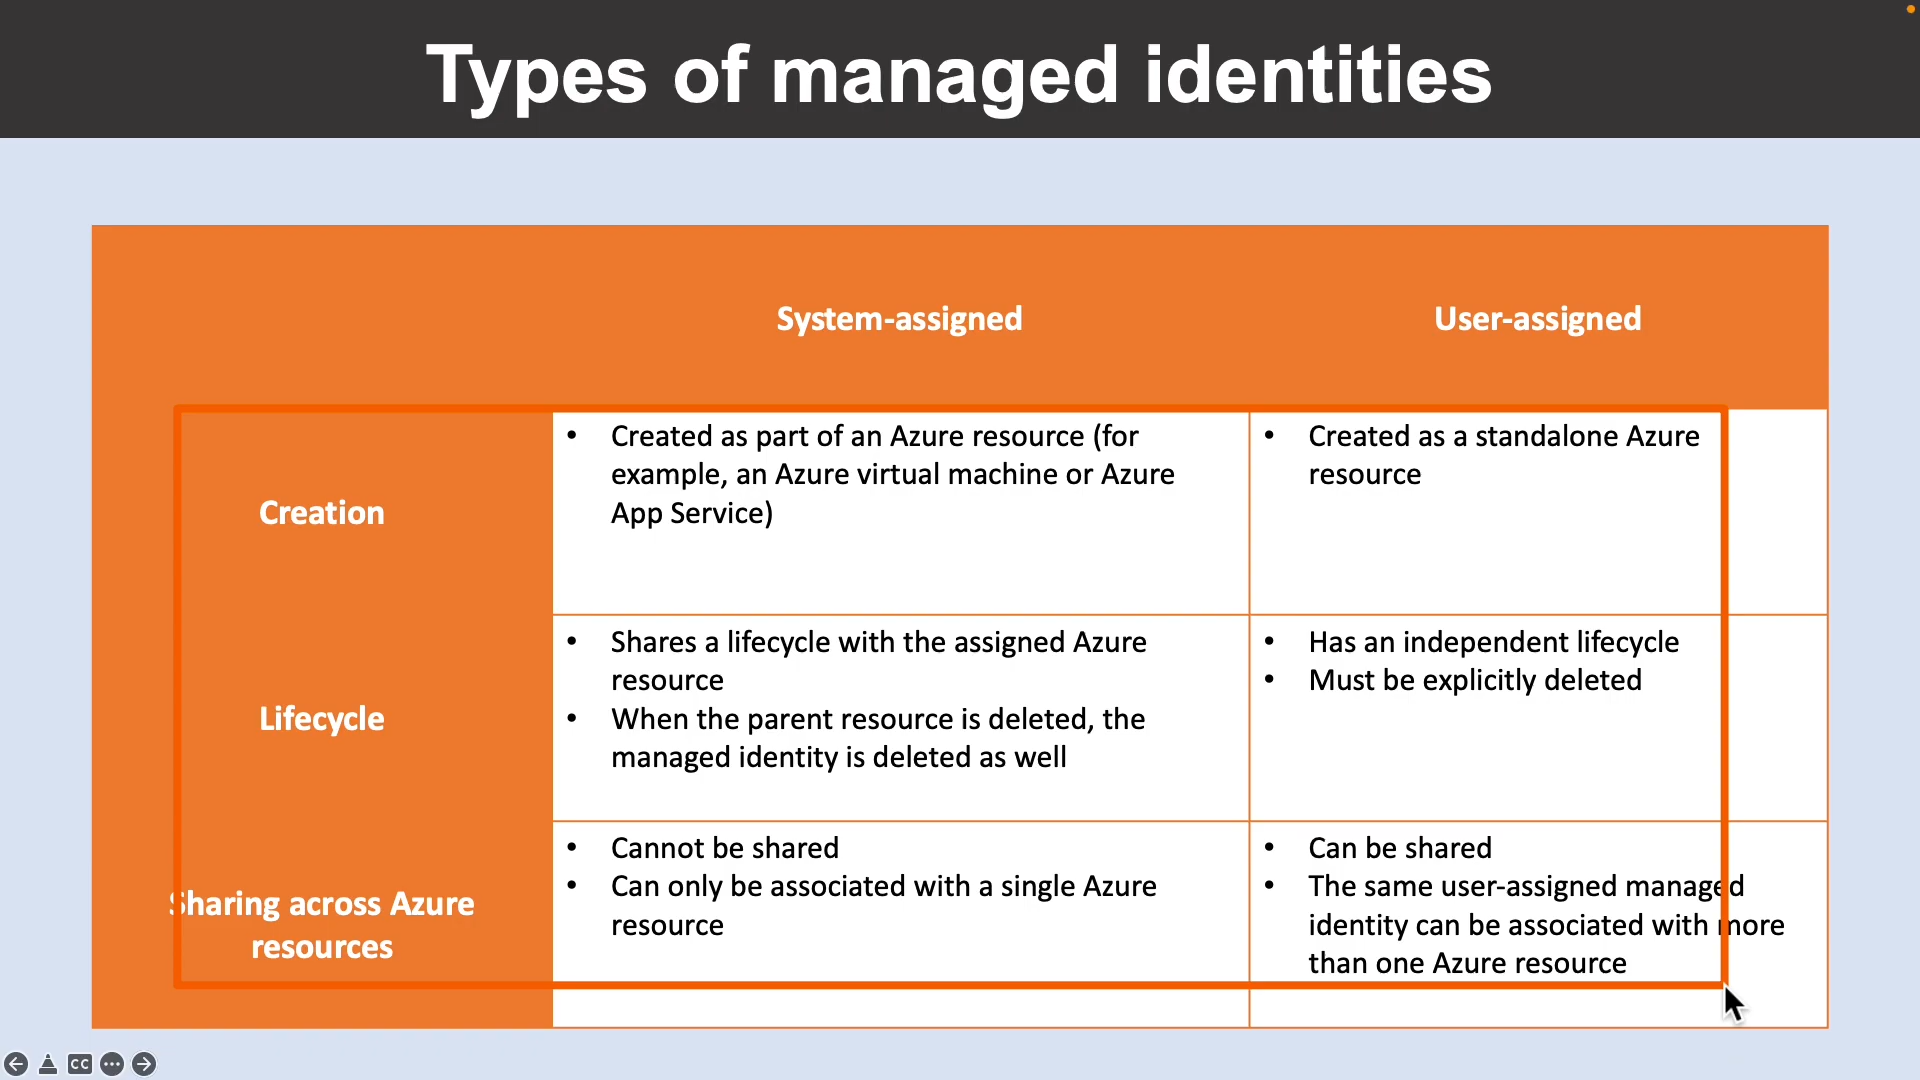 Types of managed identities
System-assigned
User-assigned
Creation
• Created as part of an Azure resource (for
example, an Azure virtual machine or Azure
App Service)
• Created as a standalone Azure
resource
Lifecycle
• Shares a lifecycle with the assigned Azure
resource
• When the parent resource is deleted, the
managed identity is deleted as well
• Has an independent lifecycle
• Must be explicitly deleted
Sharing across Azure
resources
• Cannot be shared
• Can only be associated with a single Azure
resource
• Can be shared
• The same user-assigned managed
identity can be associated with more
than one Azure resource
CC